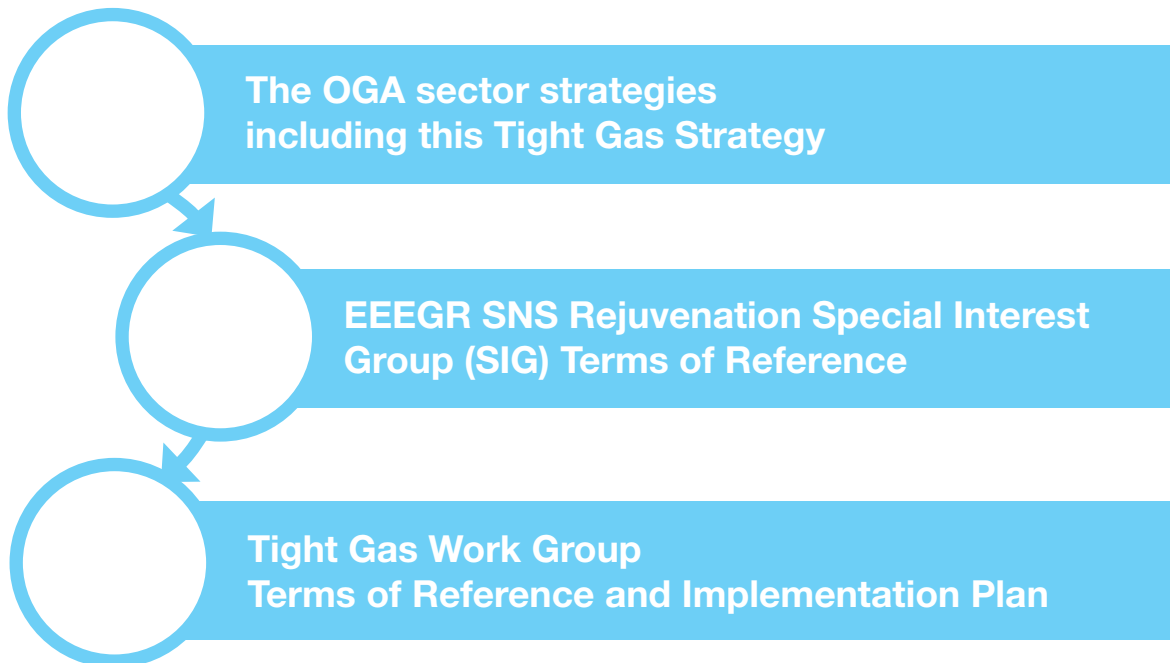 The OGA sector strategies
including this Tight Gas Strategy
EEEGR SNS Rejuvenation Special Interest
Group (SIG) Terms of Reference
Tight Gas Work Group
Terms of Reference and Implementation Plan